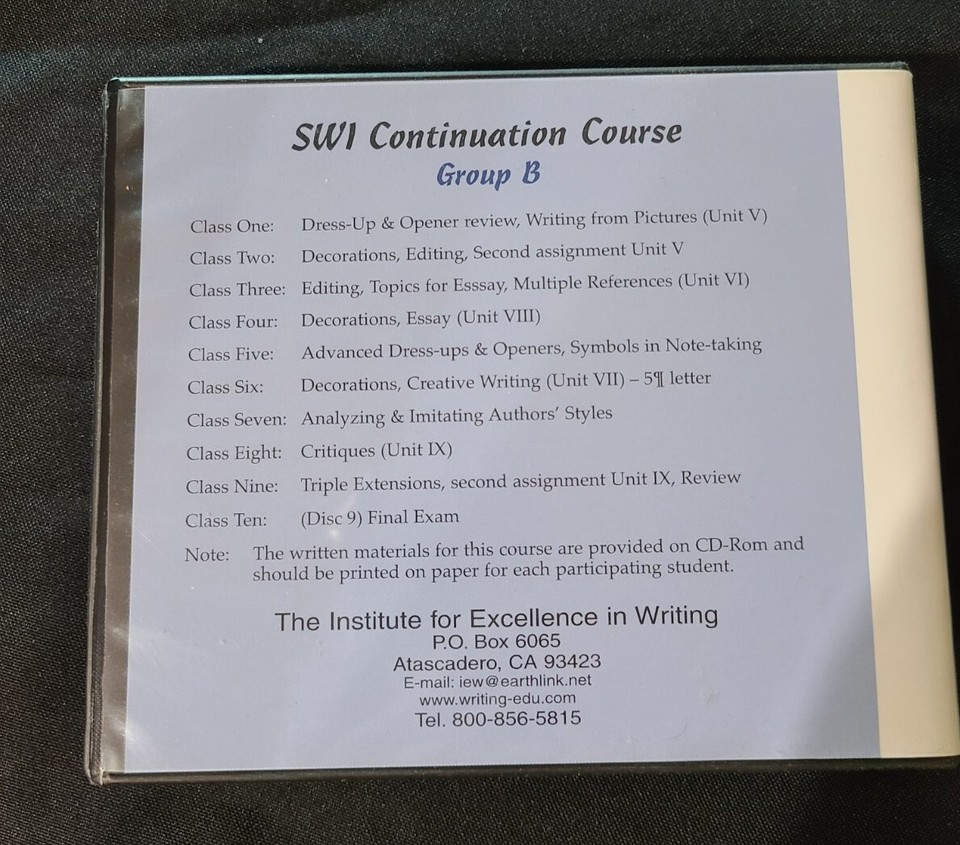 SWI Continuation Course
Group B
Class One: Dress-Up & Opener review, Writing from Pictures (Unit V)
Class Two: Decorations, Editing, Second assignment Unit V
Class Three: Editing, Topics for Esssay, Multiple References (Unit VI)
Class Four: Decorations, Essay (Unit VIII)
Class Five: Advanced Dress-ups & Openers, Symbols in Note-taking
Class Six: Decorations, Creative Writing (Unit VII) – 5¶ letter
Class Seven: Analyzing & Imitating Authors' Styles
Class Eight: Critiques (Unit IX)
Class Nine: Triple Extensions, second assignment Unit IX, Review
Class Ten: (Disc 9) Final Exam
Note: The written materials for this course are provided on CD-Rom and
should be printed on paper for each participating student.
The Institute for Excellence in Writing
P.O. Box 6065
Atascadero, CA 93423
E-mail: iew@earthlink.net
www.writing-edu.com
Tel. 800-856-5815